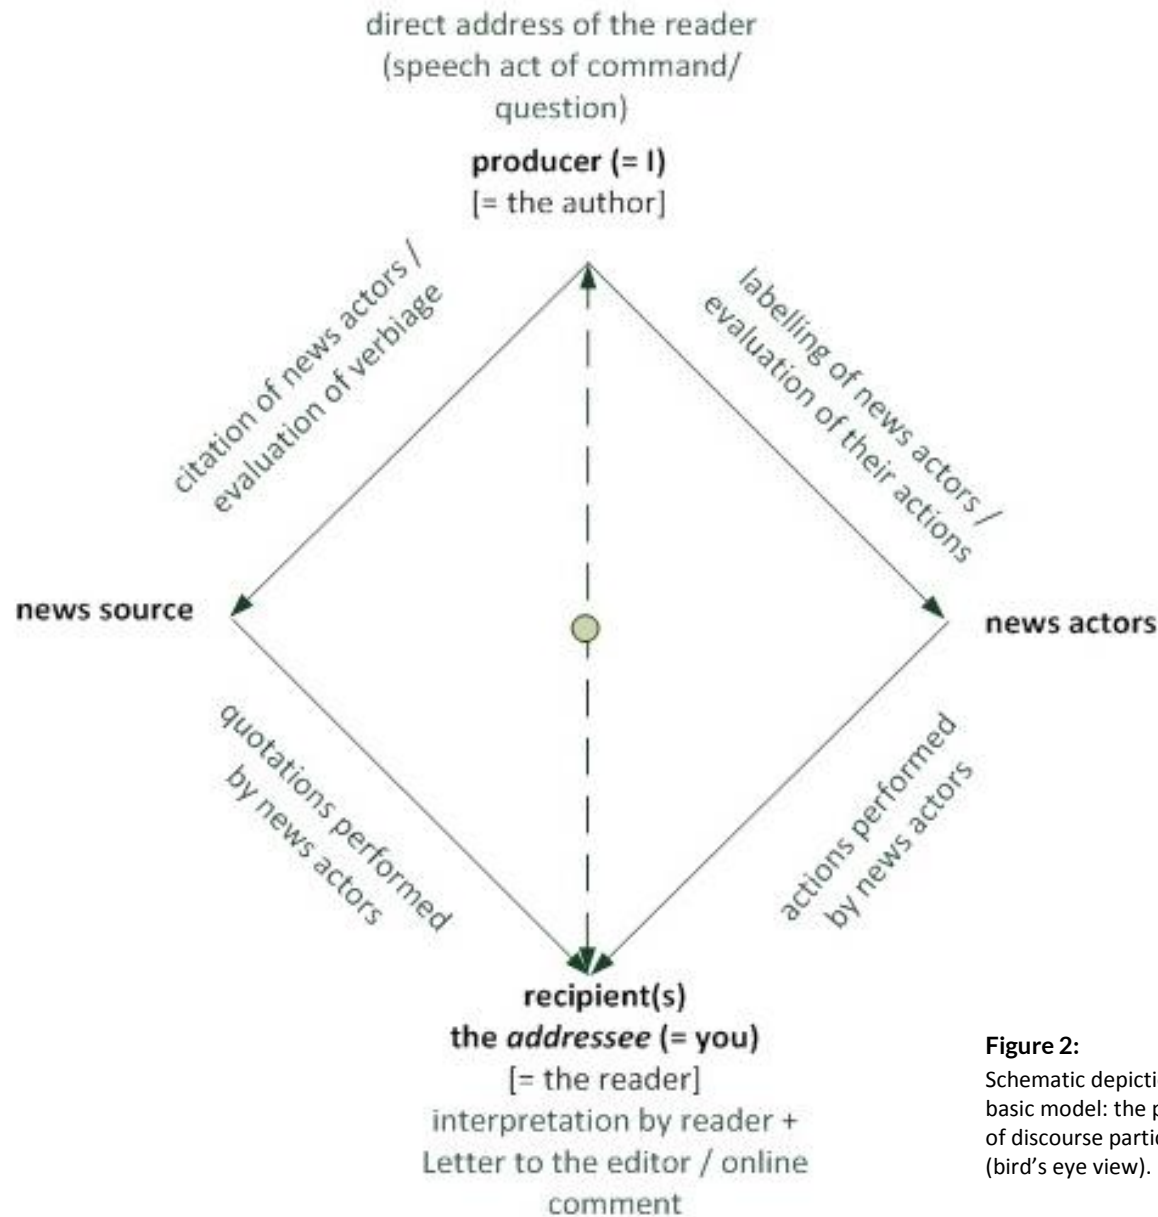 direct address of the reader
(speech act of command/
question)
producer (= I)
[= the author]
citation of news actors /
evaluation of verbiage
labelling of news actors /
evaluation of their actions
news source
news actors
quotations performed
by news actors
actions performed
by news actors
recipient(s)
the addressee (= you)
[= the reader]
interpretation by reader +
Letter to the editor / online
comment
Figure 2:
Schematic
basic model: the
of discourse
(bird's eye view).